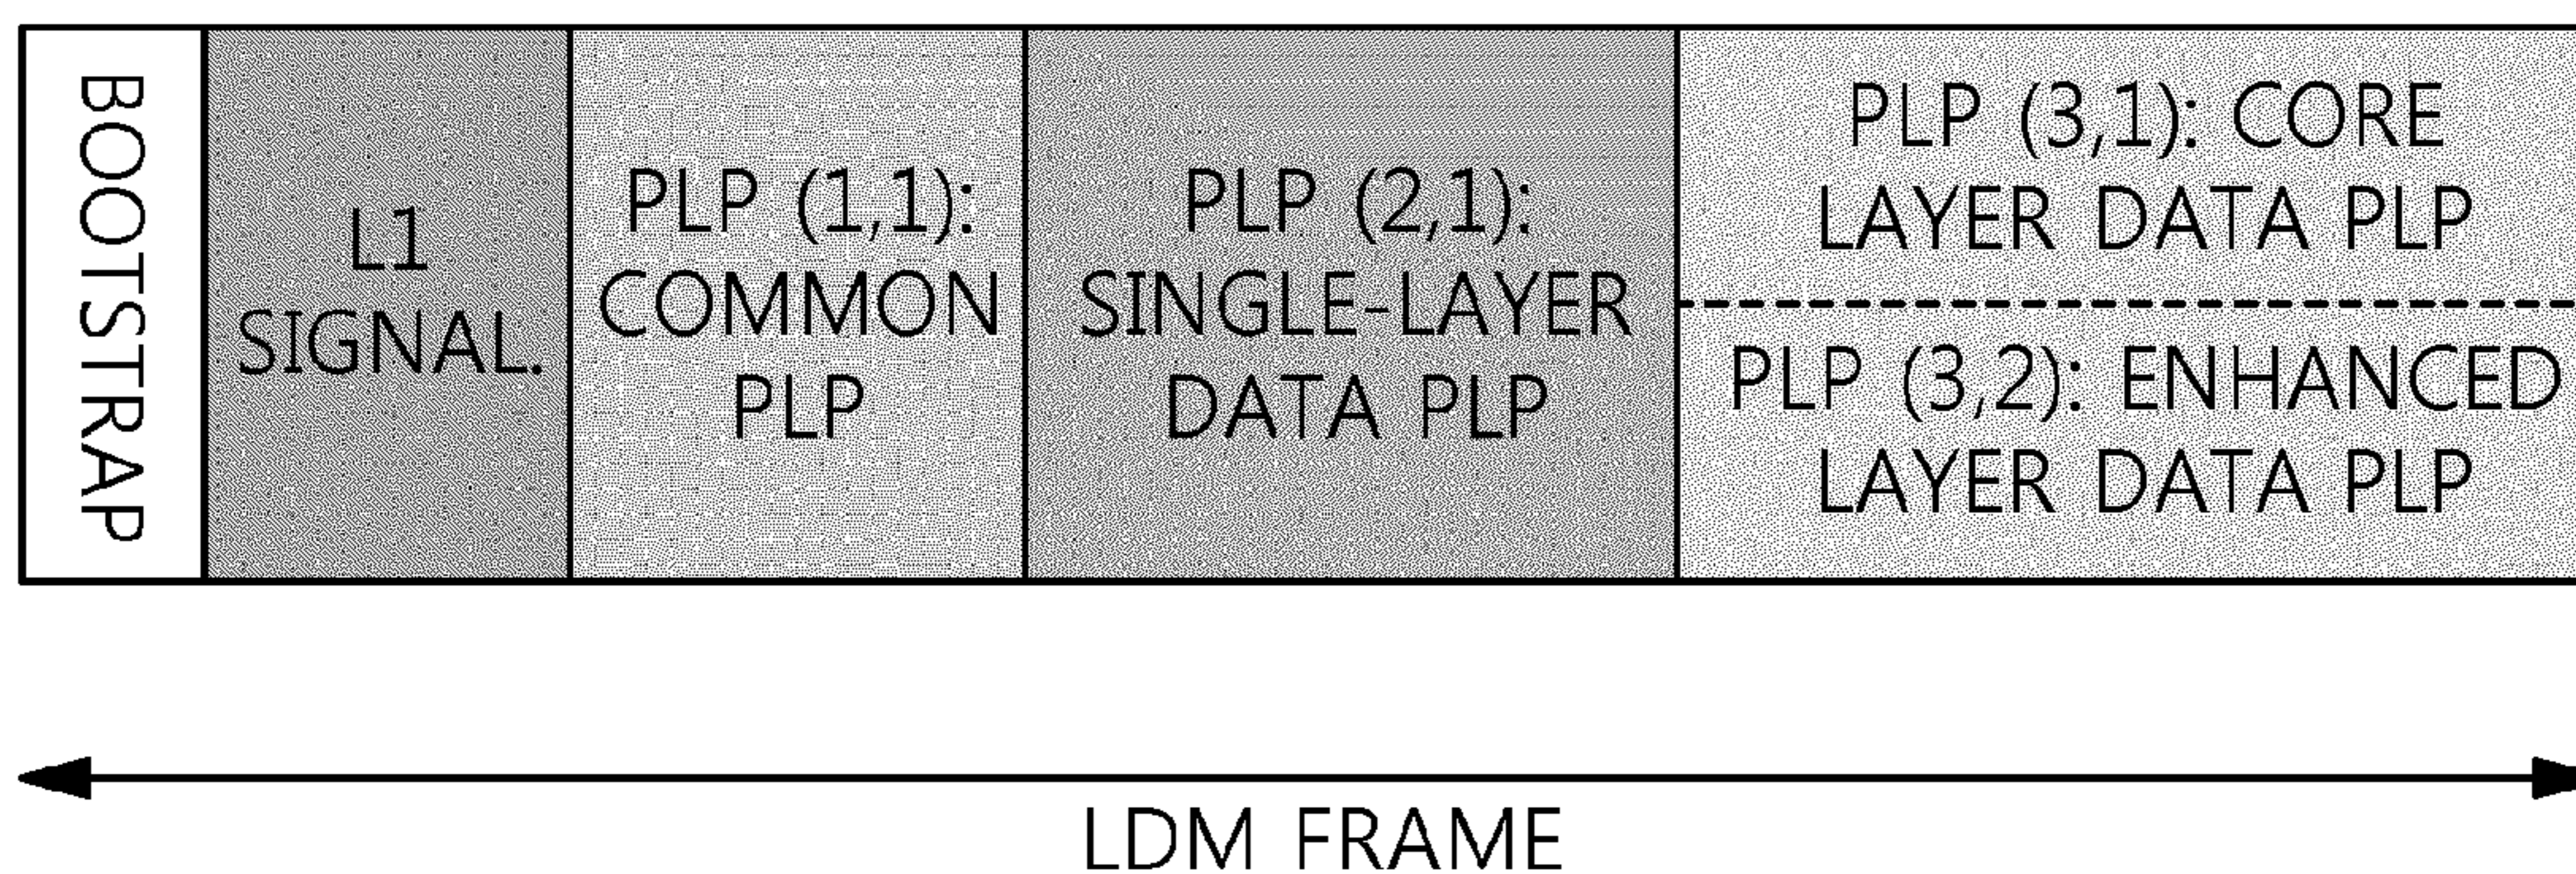 BOOTSTRAP
L1
SIGNAL.
PLP (1,1):
COMMON
PLP
PLP (2,1):
SINGLE-LAYER
DATA PLP
PLP (3,1): CORE
LAYER DATA PLP
PLP (3,2): ENHANCED
LAYER DATA PLP
LDM FRAME